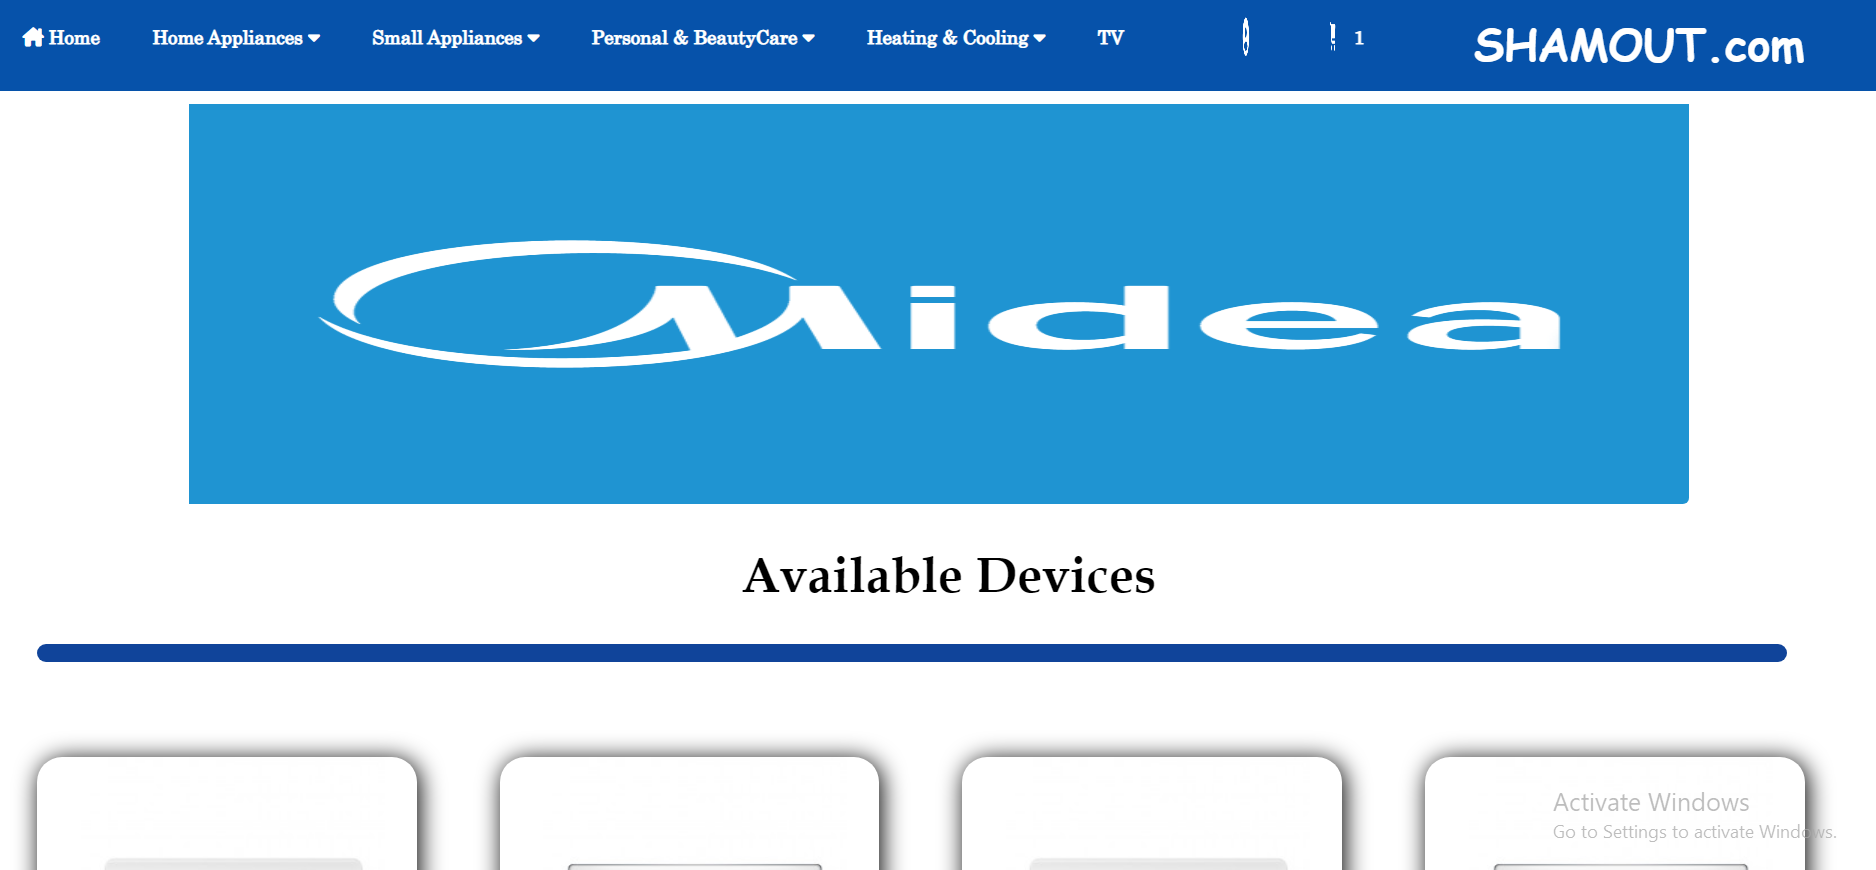 Home Home Appliances Small Appliances Personal & BeautyCare Heating & Cooling TV 1 SHAMOUT.com
Midea
Available Devices
Activate Windows
Go to Settings to activate Windows.